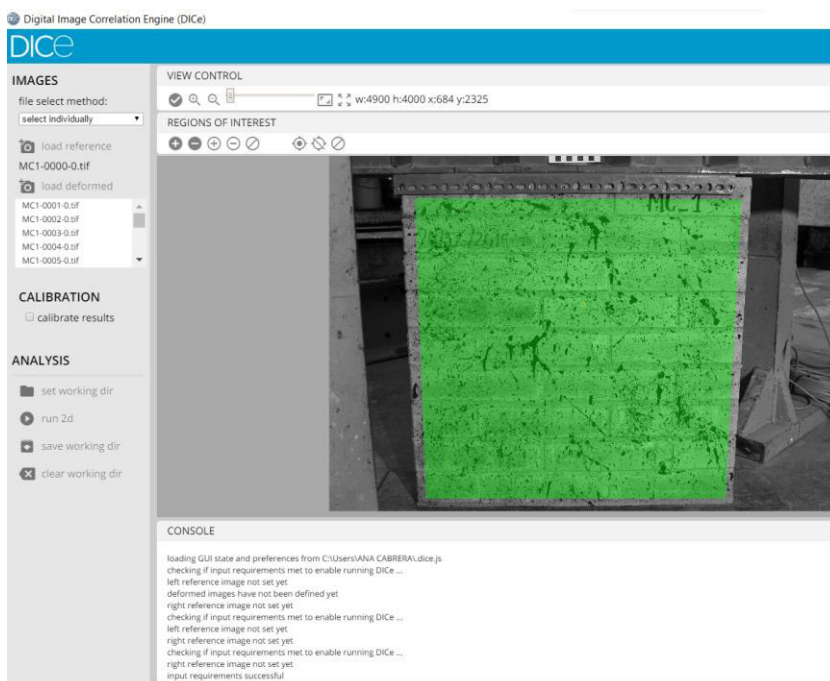 Digital Image Correlation Engine (DICe)
DICe
IMAGES
file select method:
select individually
load reference
MC1-0000-0.tif
load deformed
MC1-0001-0.tif
MC1-0002-0.tif
MC1-0003-0.tif
MC1-0004-0.tif
MC1-0005-0.tif
CALIBRATION
calibrate results
ANALYSIS
set working dir
run 2d
save working dir
clear working dir
VIEW CONTROL
w:4900 h:4000 x:684 y:2325
REGIONS OF INTEREST
MC_1
CONSOLE
loading GUI state and preferences from C:\Users\ANA CABRERA\.dice.js
checking if input requirements met to enable running DICe ...
left reference image not set yet
deformed images have not been defined yet
right reference image not set yet
checking if input requirements met to enable running DICe ...
left reference image not set yet
right reference image not set yet
checking if input requirements met to enable running DICe ...
right reference image not set yet
input requirements successful